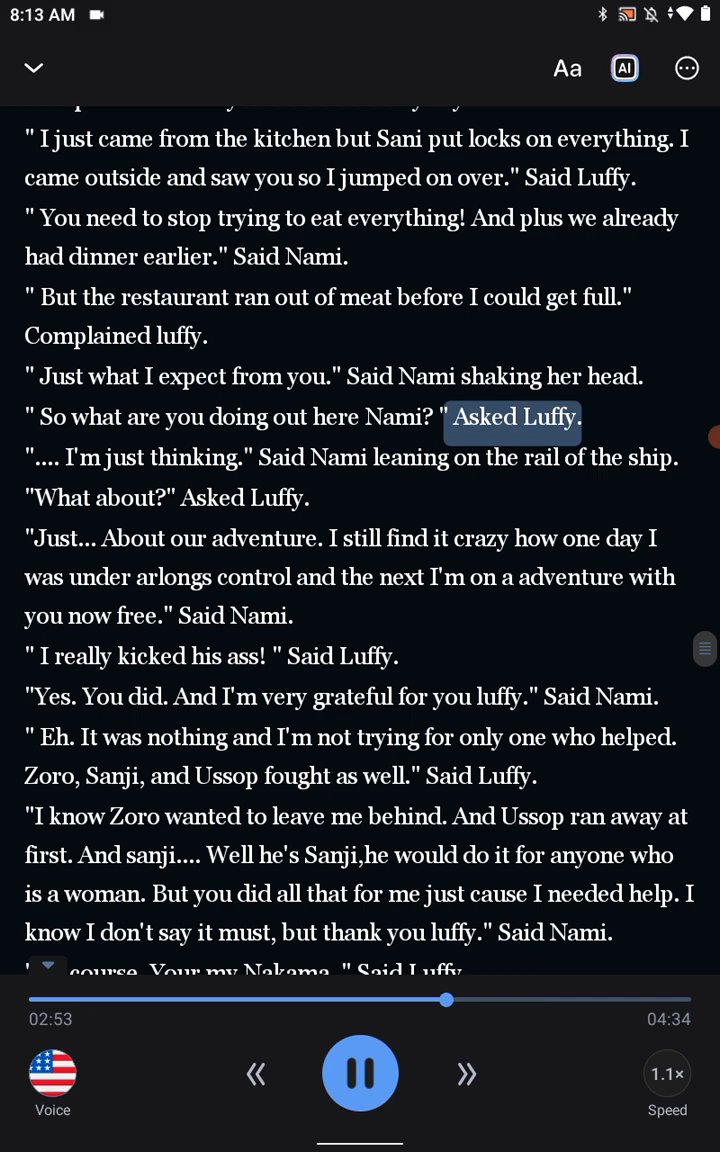 8:13 AM
Aa
AI
" I just came from the kitchen but Sani put locks on everything. I
came outside and saw you so I jumped on over." Said Luffy.
" You need to stop trying to eat everything! And plus we already
had dinner earlier." Said Nami.
" But the restaurant ran out of meat before I could get full."
Complained luffy.
" Just what I expect from you." Said Nami shaking her head.
" So what are you doing out here Nami? " Asked Luffy.
".... I'm just thinking." Said Nami leaning on the rail of the ship.
"What about?" Asked Luffy.
"Just... About our adventure. I still find it crazy how one day I
was under arlongs control and the next I'm on a adventure with
you now free." Said Nami.
" I really kicked his ass! " Said Luffy.
"Yes. You did. And I'm very grateful for you luffy." Said Nami.
" Eh. It was nothing and I'm not trying for only one who helped.
Zoro, Sanji, and Ussop fought as well." Said Luffy.
"I know Zoro wanted to leave me behind. And Ussop ran away at
first. And sanji.... Well he's Sanji,he would do it for anyone who
is a woman. But you did all that for me just cause I needed help. I
know I don't say it must, but thank you luffy." Said Nami.
course. Your my Nakama. " Said Luffy
02:53
04:34
1.1×
Voice
Speed